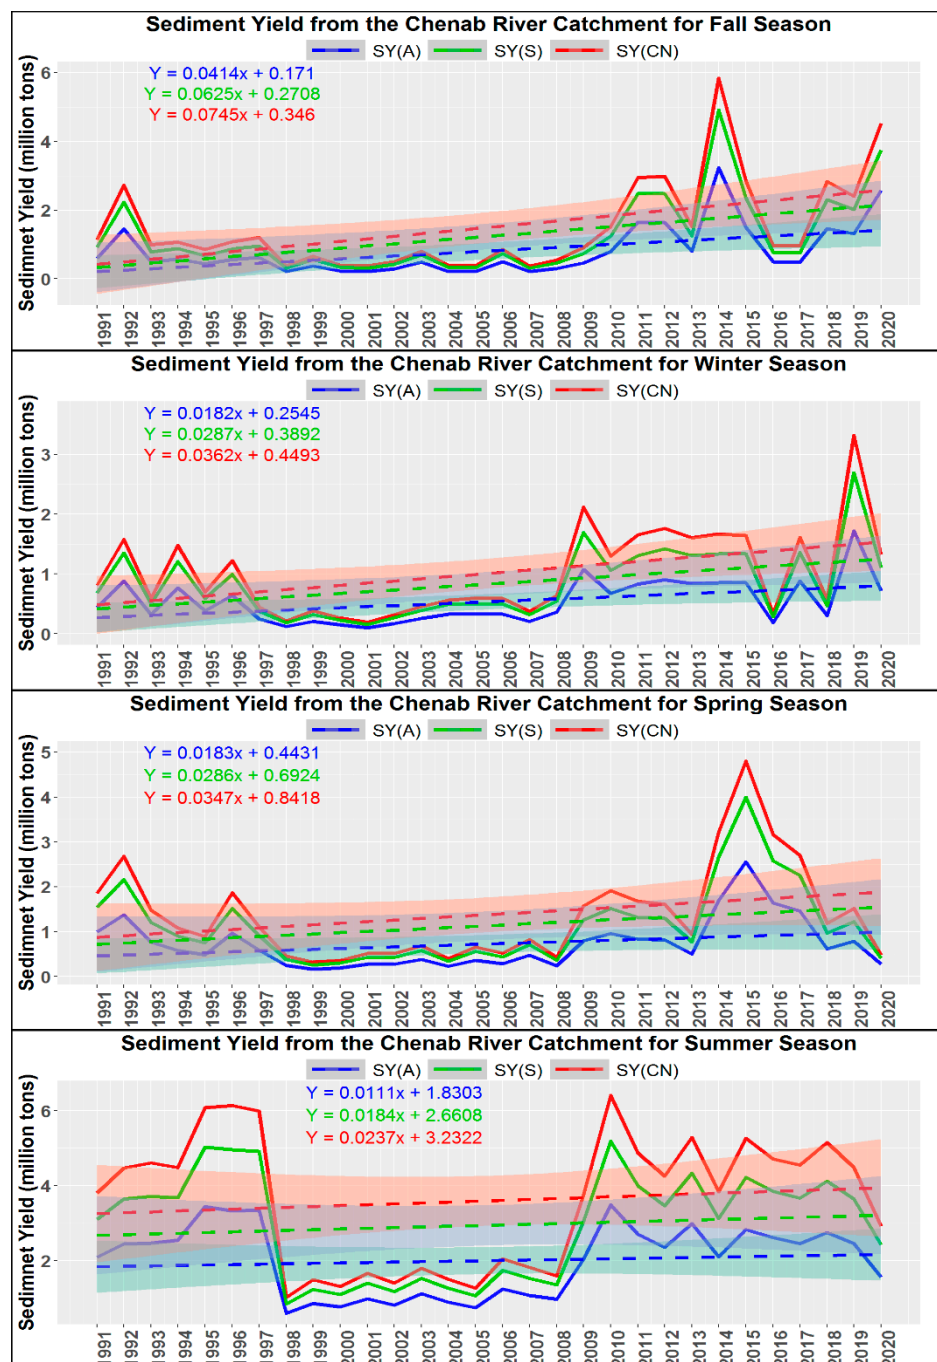 Sediment Yield from the Chenab River Catchment for Fall Season
SY(A) SY(S) SY(CN)
Y = 0.0414x + 0.171
Y = 0.0625x + 0.2708
Y = 0.0745x + 0.346
Sedimnet Yield (million tons)
6
4
2
0
1991 1992 1993 1994 1995 1996 1997 1998 1999 2000 2001 2002 2003 2004 2005 2006 2007 2008 2009 2010 2011 2012 2013 2014 2015 2016 2017 2018 2019 2020
Sediment Yield from the Chenab River Catchment for Winter Season
SY(A) SY(S) SY(CN)
Y = 0.0182x + 0.2545
Y = 0.0287x + 0.3892
Y = 0.0362x + 0.4493
Sedimnet Yield (million tons)
3
2
1
0
1991 1992 1993 1994 1995 1996 1997 1998 1999 2000 2001 2002 2003 2004 2005 2006 2007 2008 2009 2010 2011 2012 2013 2014 2015 2016 2017 2018 2019 2020
Sediment Yield from the Chenab River Catchment for Spring Season
SY(A) SY(S) SY(CN)
Y = 0.0183x + 0.4431
Y = 0.0286x + 0.6924
Y = 0.0347x + 0.8418
Sedimnet Yield (million tons)
5
4
3
2
1
0
1991 1992 1993 1994 1995 1996 1997 1998 1999 2000 2001 2002 2003 2004 2005 2006 2007 2008 2009 2010 2011 2012 2013 2014 2015 2016 2017 2018 2019 2020
Sediment Yield from the Chenab River Catchment for Summer Season
SY(A) SY(S) SY(CN)
Y = 0.0111x + 1.8303
Y = 0.0184x + 2.6608
Y = 0.0237x + 3.2322
Sedimnet Yield (million tons)
6
4
2
1991 1992 1993 1994 1995 1996 1997 1998 1999 2000 2001 2002 2003 2004 2005 2006 2007 2008 2009 2010 2011 2012 2013 2014 2015 2016 2017 2018 2019 2020